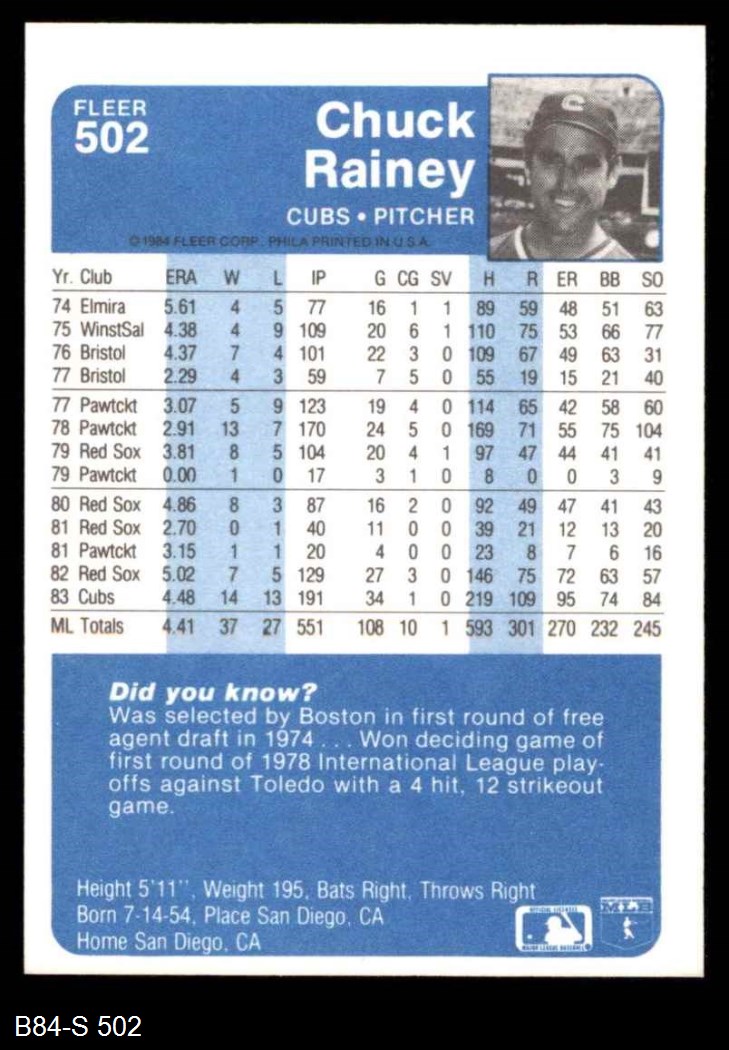 FLEER
502
Chuck
Rainey
C
CUBS • PITCHER
© 1984 FLEER CORP. PHILA PRINTED IN U.S.A.
Yr. Club ERA W L IP G CG SV H R ER BB SO
74 Elmira 5.61 4 5 77 16 1 1 89 59 48 51 63
75 WinstSal 4.38 4 9 109 20 6 1 110 75 53 66 77
76 Bristol 4.37 7 4 101 22 3 0 109 67 49 63 31
77 Bristol 2.29 4 3 59 7 5 0 55 19 15 21 40
77 Pawtckt 3.07 5 9 123 19 4 0 114 65 42 58 60
78 Pawtckt 2.91 13 7 170 24 5 0 169 71 55 75 104
79 Red Sox 3.81 8 5 104 20 4 1 97 47 44 41 41
79 Pawtckt 0.00 1 0 17 3 1 0 8 0 0 3 9
80 Red Sox 4.86 8 3 87 16 2 0 92 49 47 41 43
81 Red Sox 2.70 0 1 40 11 0 0 39 21 12 13 20
81 Pawtckt 3.15 1 1 20 4 0 0 23 8 7 6 16
82 Red Sox 5.02 7 5 129 27 3 0 146 75 72 63 57
83 Cubs 4.48 14 13 191 34 1 0 219 109 95 74 84
ML Totals 4.41 37 27 551 108 10 1 593 301 270 232 245
Did you know?
Was selected by Boston in first round of free
agent draft in 1974 . . . Won deciding game of
first round of 1978 International League play-
offs against Toledo with a 4 hit, 12 strikeout
game.
Height 5'11", Weight 195, Bats Right, Throws Right
Born 7-14-54, Place San Diego, CA
Home San Diego, CA
OFFICIAL LICENSEE
MAJOR LEAGUE BASEBALL
B84-S 502